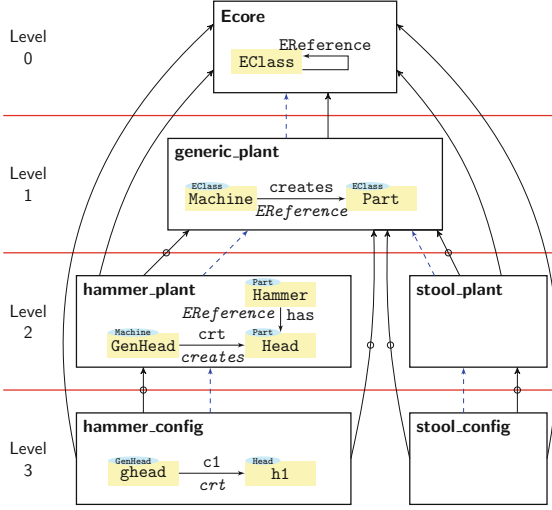 Level
0
Ecore
EReference
EClass
Level
1
generic_plant
EClass
Machine
creates
EReference
EClass
Part
Level
2
hammer_plant
Part
Hammer
EReference
has
Machine
GenHead
crt
creates
Part
Head
stool_plant
Level
3
hammer_config
GenHead
ghead
c1
crt
Head
h1
stool_config